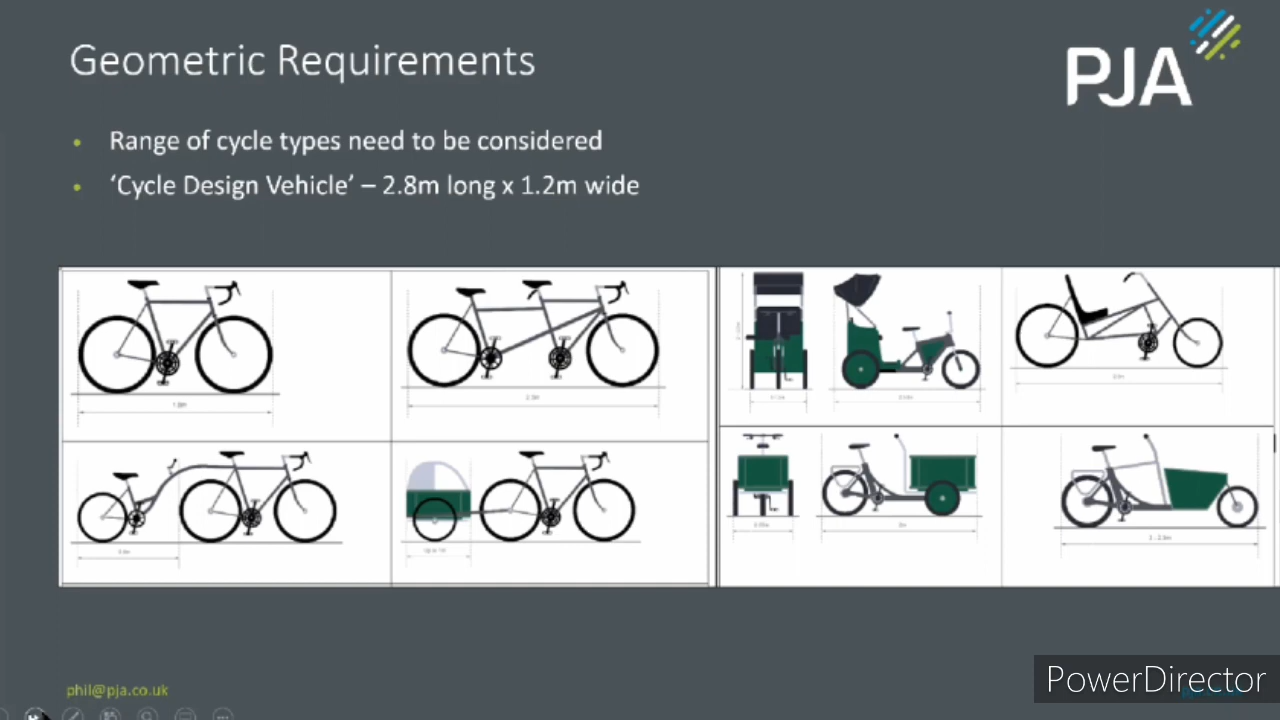 Geometric Requirements
PJA
• Range of cycle types need to be considered
• ‘Cycle Design Vehicle’ – 2.8m long x 1.2m wide
phil@pja.co.uk
PowerDirector